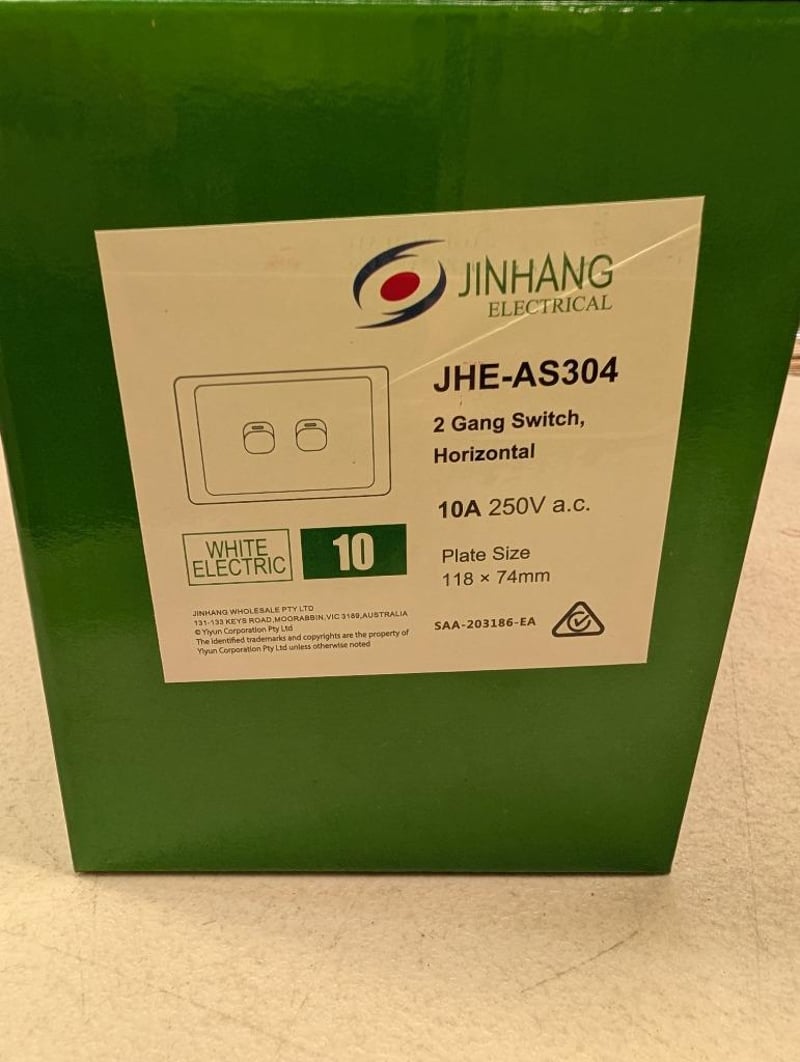 JINHANG
ELECTRICAL
JHE-AS304
2 Gang Switch,
Horizontal
10A 250V a.c.
WHITE
ELECTRIC
10
Plate Size
118 × 74mm
JINHANG WHOLESALE PTY.LTD
131-133 KEYS ROAD,MOORABBIN,VIC 3189,AUSTRALIA
© Yiyun Corporation Pty Ltd
The identified trademarks and copyrights are the property of
Yiyun Corporation Pty Ltd unless otherwise noted
SAA-203186-EA